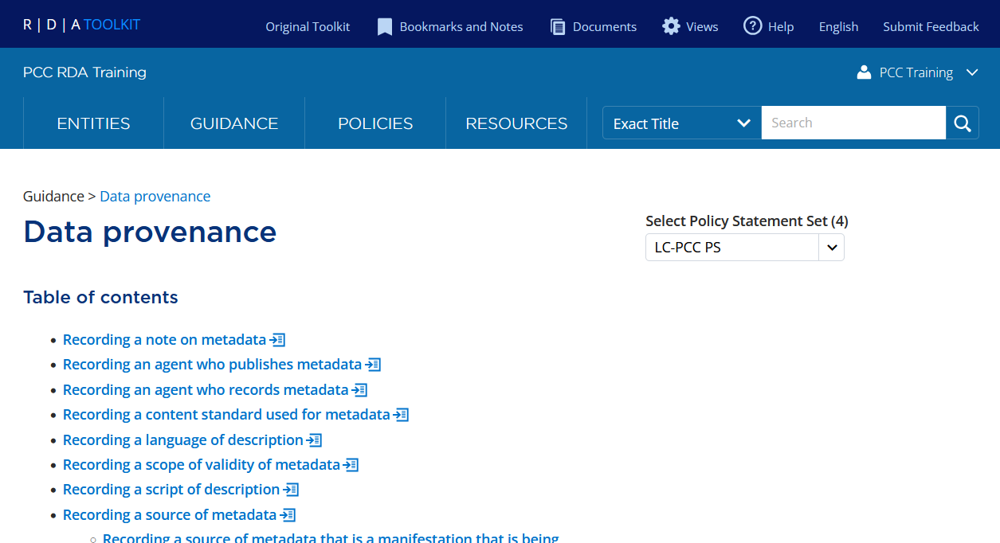 R | D | A TOOLKIT
Original Toolkit
Bookmarks and Notes
Documents
Views
Help
English
Submit Feedback
PCC RDA Training
PCC Training
ENTITIES
GUIDANCE
POLICIES
RESOURCES
Exact Title
Search
Guidance > Data provenance
Data provenance
Select Policy Statement Set (4)
LC-PCC PS
Table of contents
Recording a note on metadata
Recording an agent who publishes metadata
Recording an agent who records metadata
Recording a content standard used for metadata
Recording a language of description
Recording a scope of validity of metadata
Recording a script of description
Recording a source of metadata
Recording a source of metadata that is a manifestation that is being